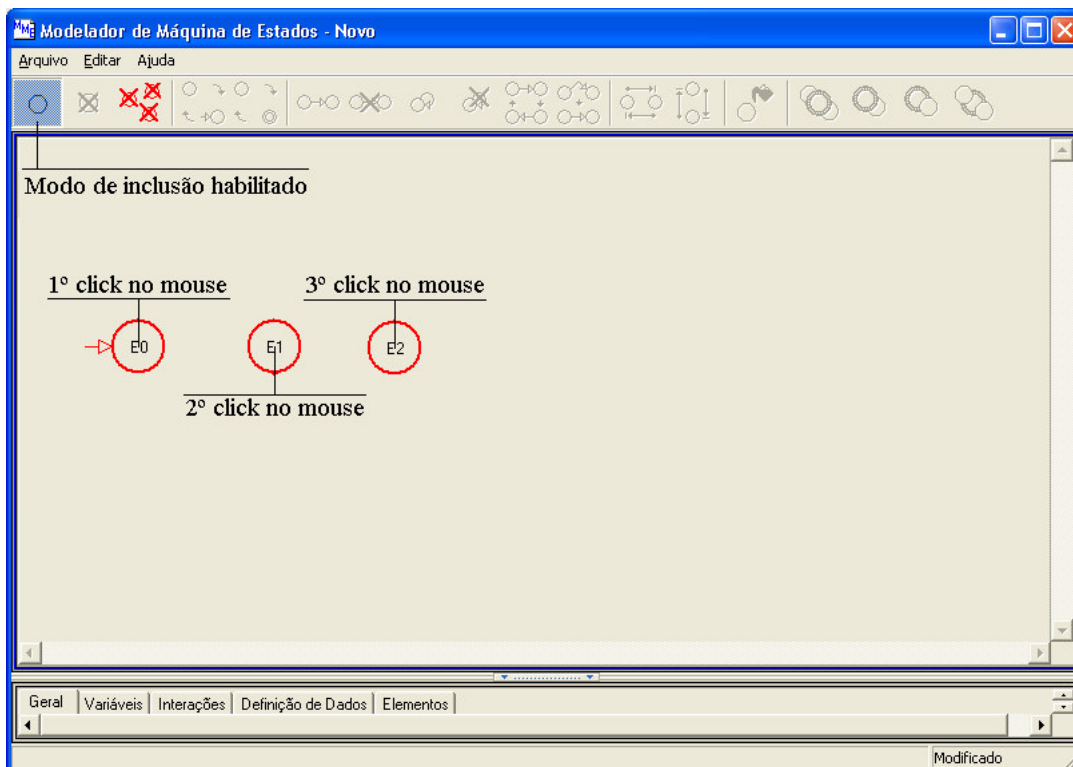 Modelador de Máquina de Estados - Novo
Arquivo Editar Ajuda
Modo de inclusão habilitado
1º click no mouse
3º click no mouse
E0
E1
E2
2º click no mouse
Geral Variáveis Interações Definição de Dados Elementos
Modificado